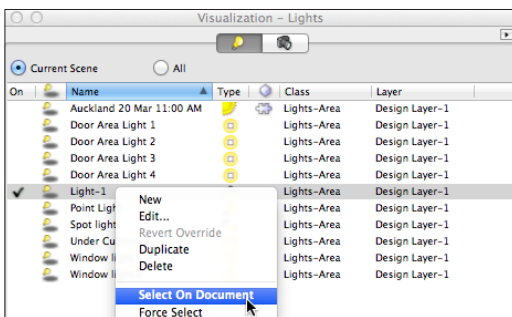 Visualization - Lights
Current Scene All
On Name Type Class Layer
Auckland 20 Mar 11:00 AM Lights-Area Design Layer-1
Door Area Light 1 Lights-Area Design Layer-1
Door Area Light 2 Lights-Area Design Layer-1
Door Area Light 3 Lights-Area Design Layer-1
Door Area Light 4 Lights-Area Design Layer-1
Light-1 Lights-Area Design Layer-1
Point Ligh Lights-Area Design Layer-1
Spot light Lights-Area Design Layer-1
Under Cu Lights-Area Design Layer-1
Window li Lights-Area Design Layer-1
Window li Lights-Area Design Layer-1
New
Edit...
Revert Override
Duplicate
Delete
Select On Document
Force Select